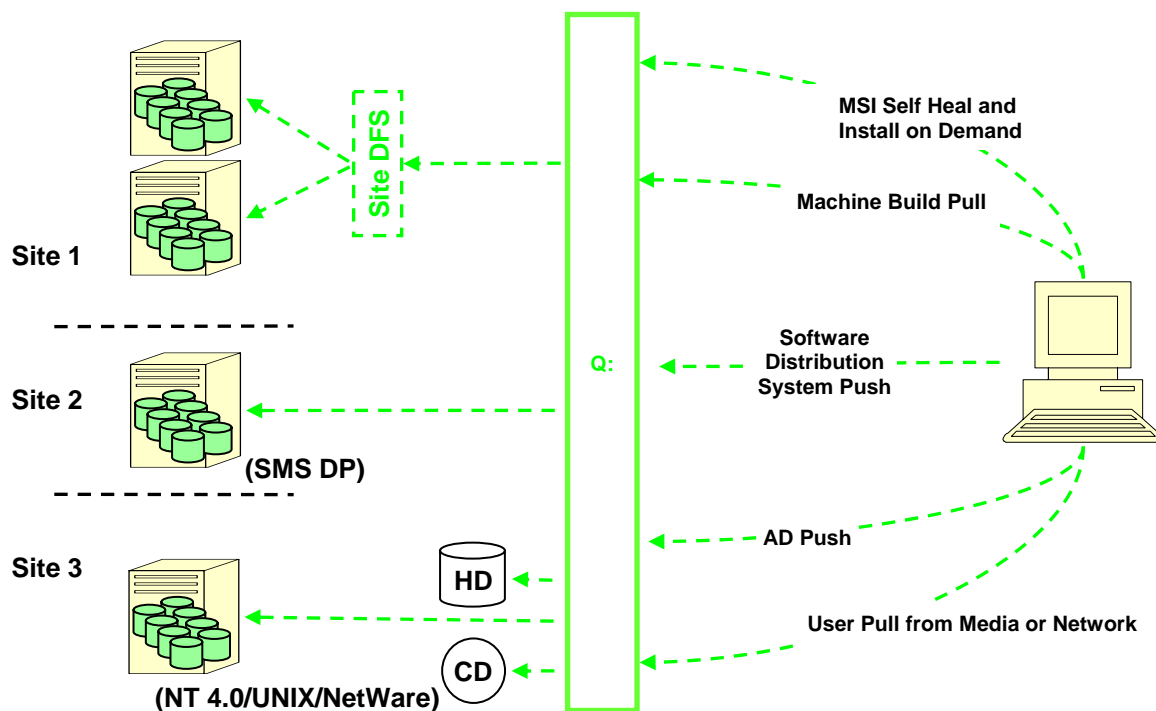 MSI Self Heal and
Install on Demand
Site DFS
Machine Build Pull
Site 1
Software
Distribution
System Push
Q:
Site 2
(SMS DP)
AD Push
Site 3
HD
User Pull from Media or Network
CD
(NT 4.0/UNIX/NetWare)